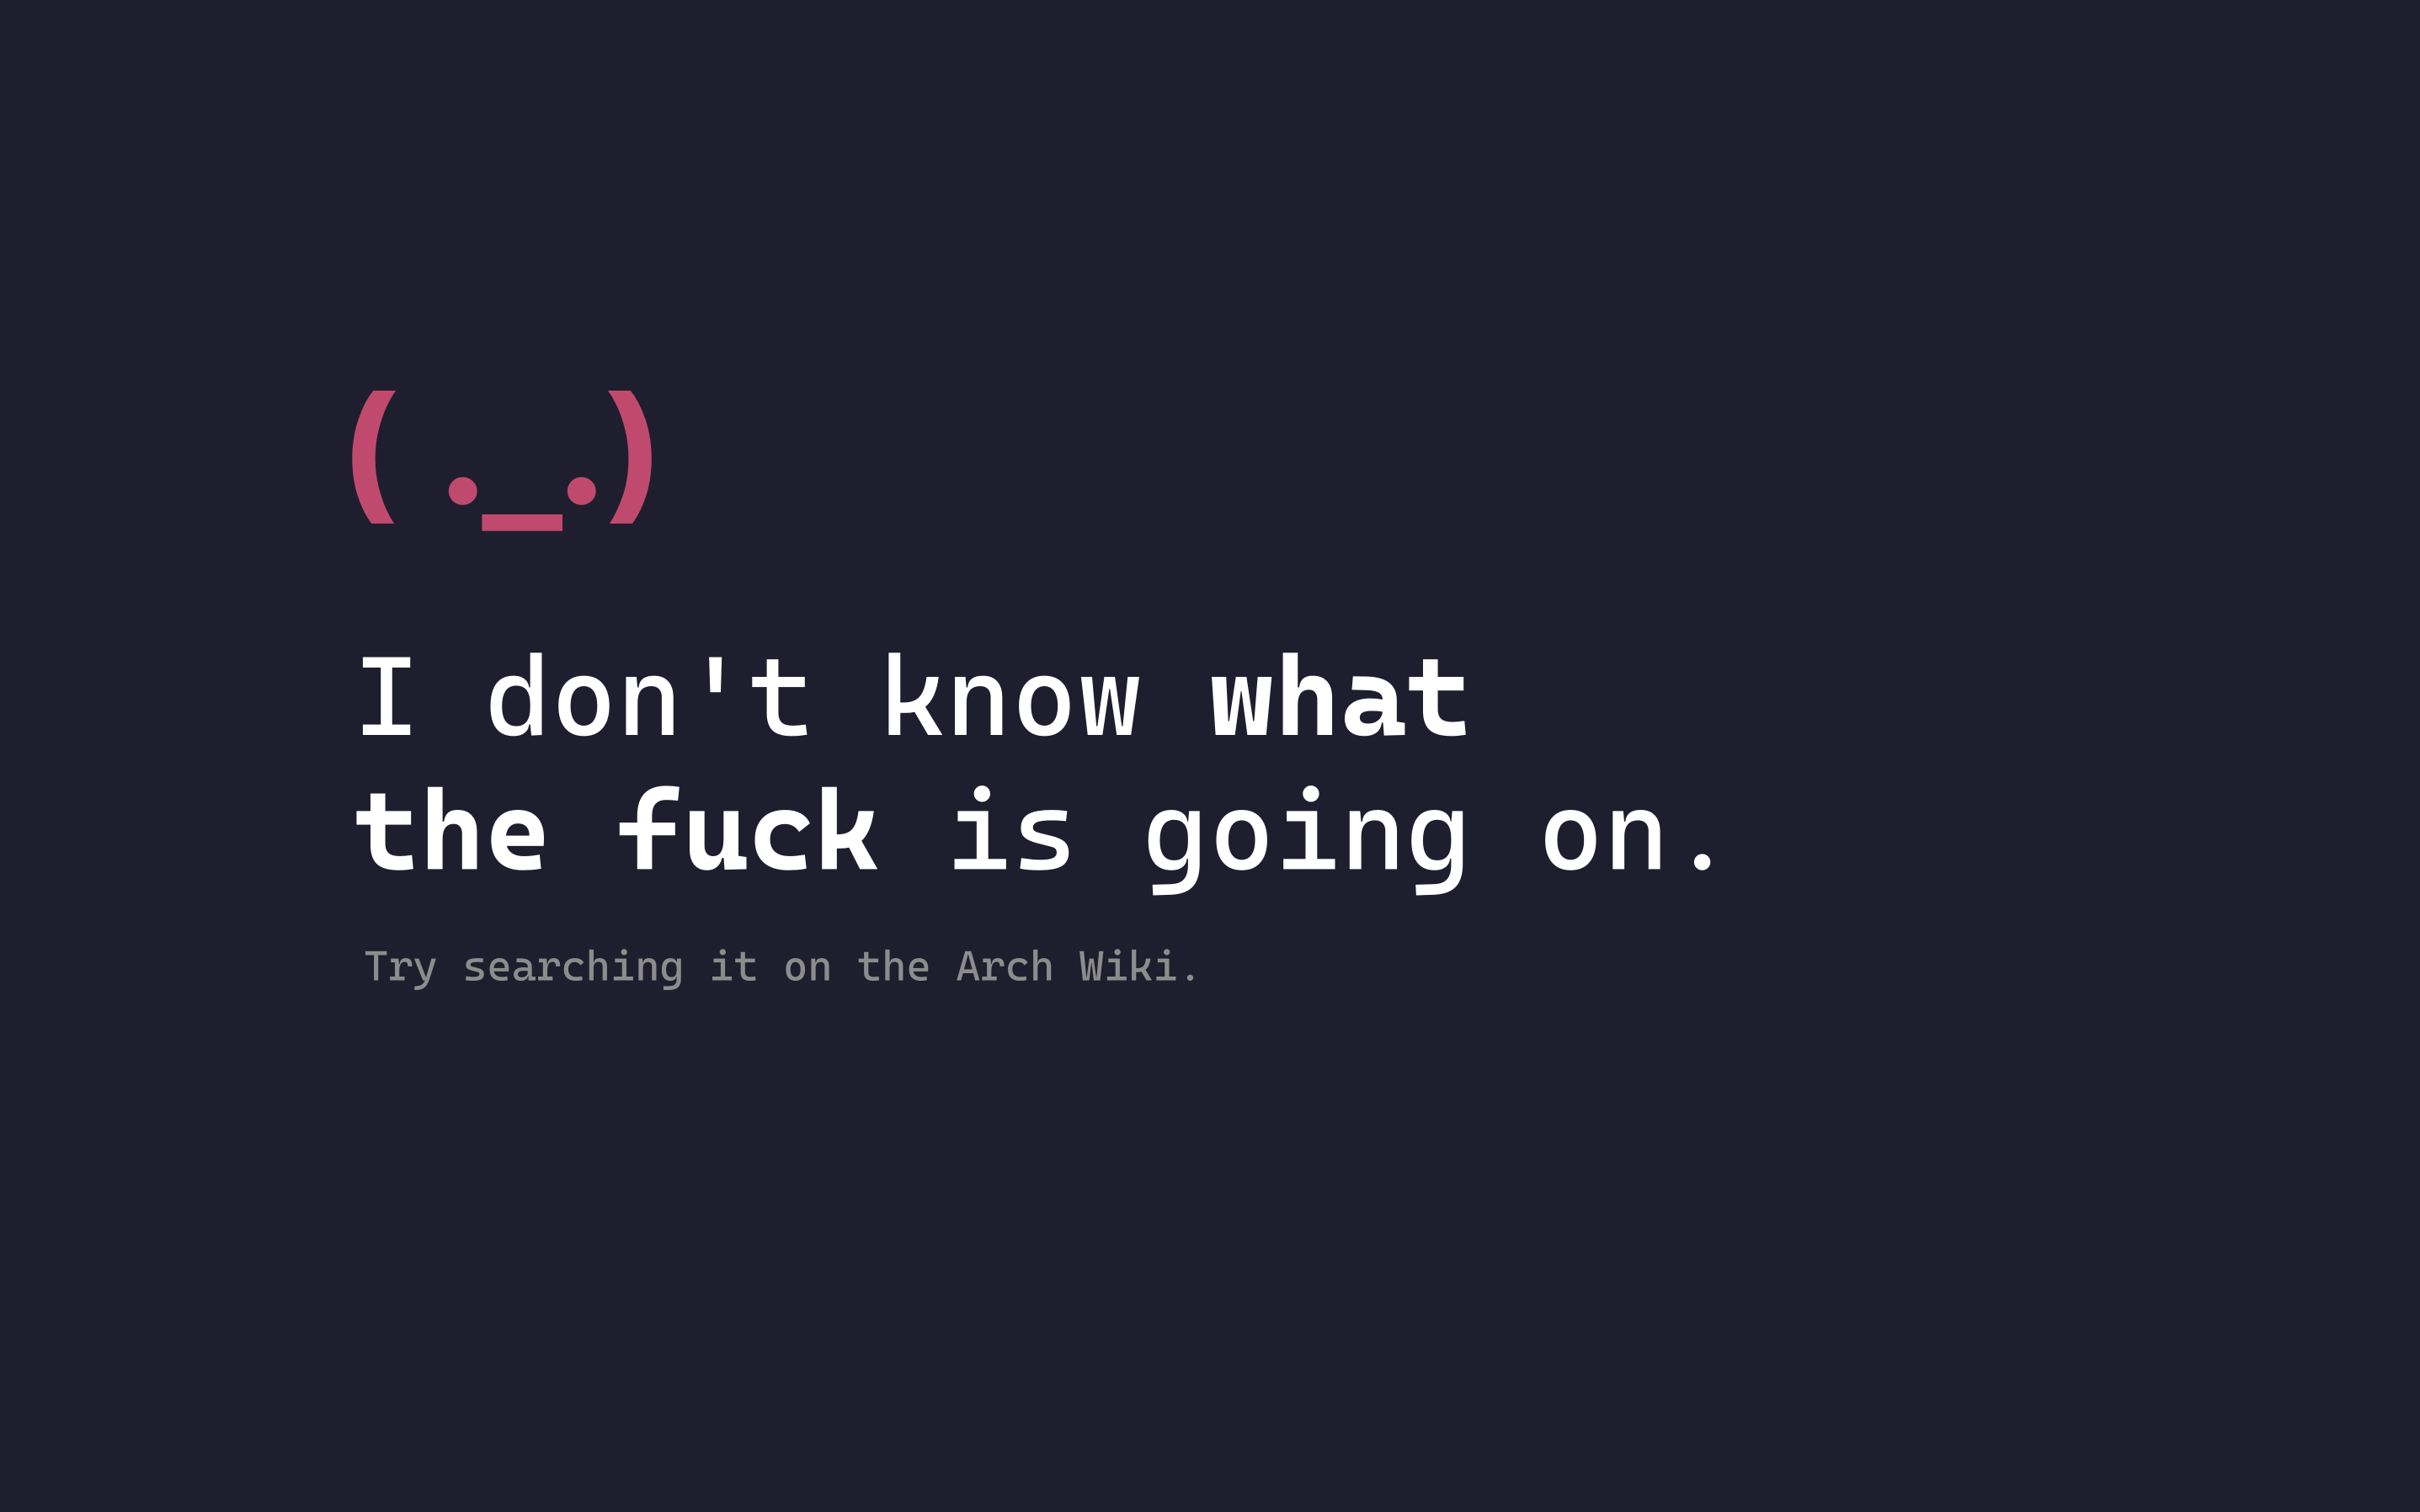 ( ._.)
I don't know what
the fuck is going on.
Try searching it on the Arch Wiki.